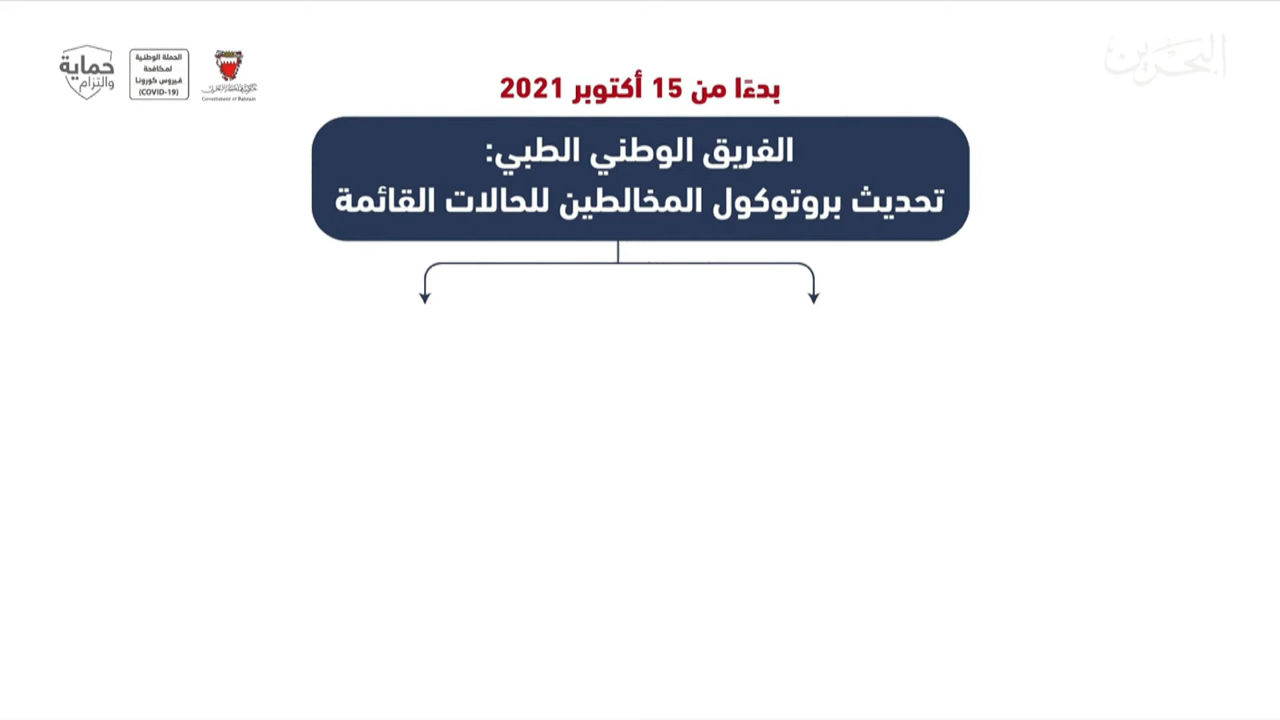 البحرين
بدءًا من 15 أكتوبر 2021
الفريق الوطني الطبي:
تحديث بروتوكول المخالطين للحالات القائمة
حماية
والتزام
الحملة الوطنية
لمكافحة
فيروس كورونا
(COVID-19)
Government of Bahrain